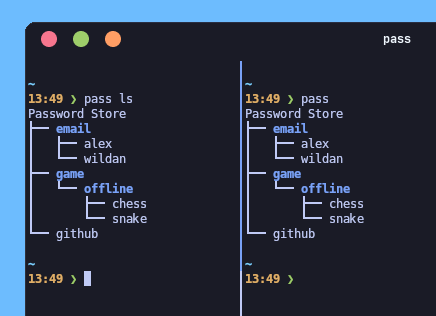 pass
~
13:49 ❯ pass ls
Password Store
├── email
│   ├── alex
│   └── wildan
├── game
│   └── offline
│       ├── chess
│       └── snake
└── github
~
13:49 ❯
~
13:49 ❯ pass
Password Store
├── email
│   ├── alex
│   └── wildan
├── game
│   └── offline
│       ├── chess
│       └── snake
└── github
~
13:49 ❯